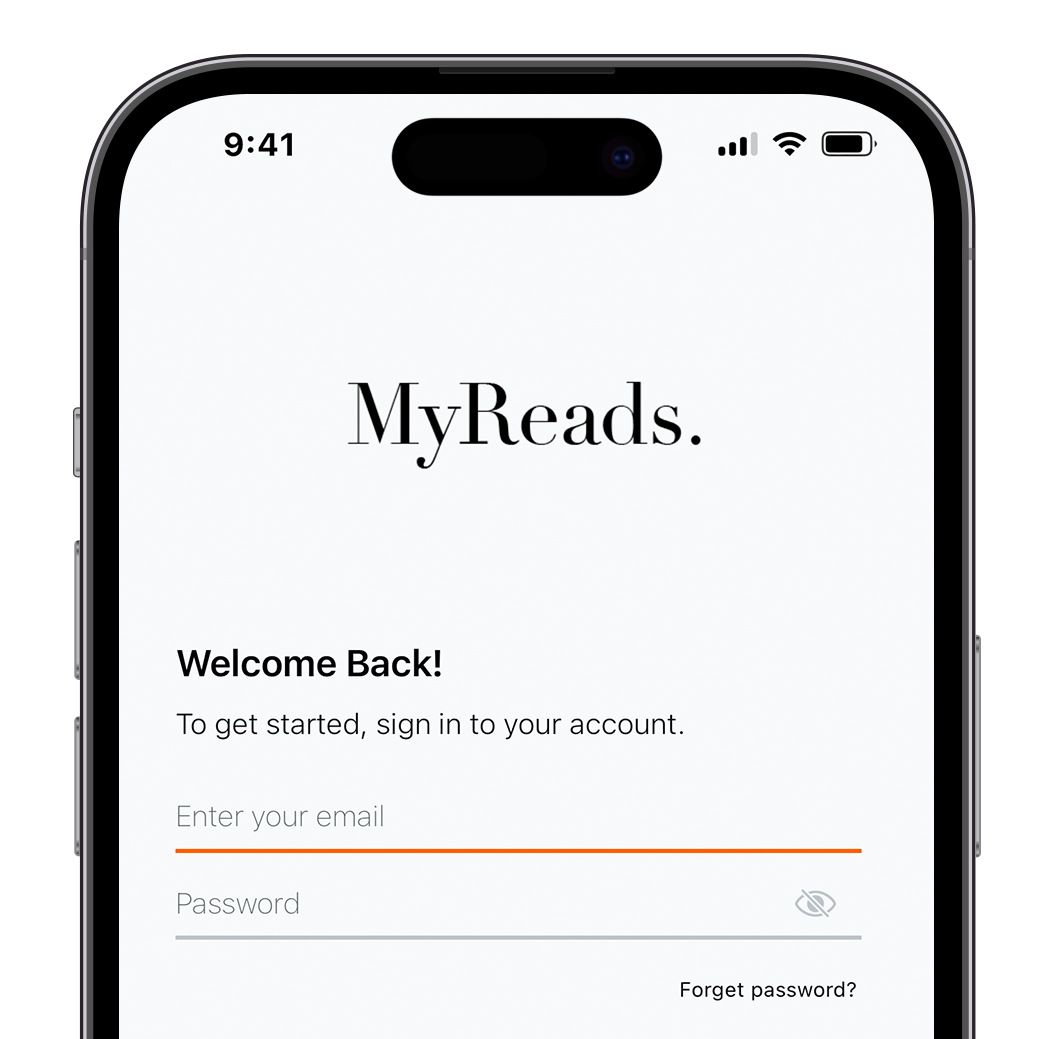 9:41
MyReads.
Welcome Back!
To get started, sign in to your account.
Enter your email
Password
Forget password?